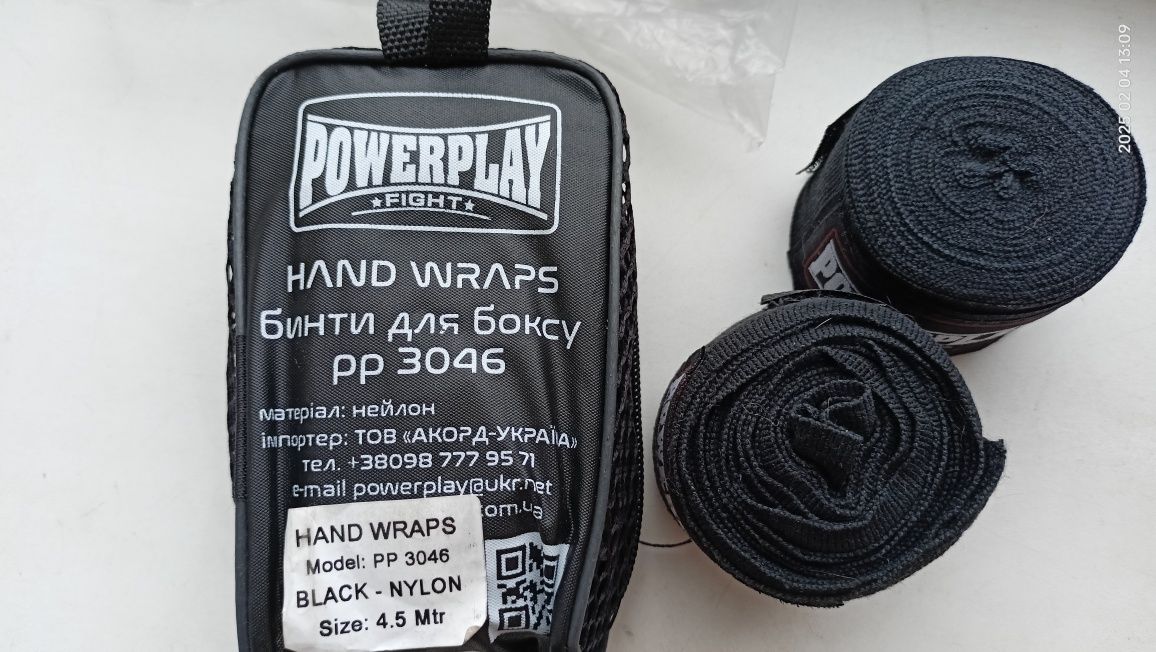 POWERPLAY
★FIGHT★
HAND WRAPS
бинти для боксу
PP 3046
матеріал: нейлон
імпортер: ТОВ «АКОРД-УКРАЇНА»
тел. +38098 777 95 71
e-mail powerplay@ukr.net
com.ua
HAND WRAPS
Model: PP 3046
BLACK - NYLON
Size: 4.5 Mtr
2025 02 04 13:09